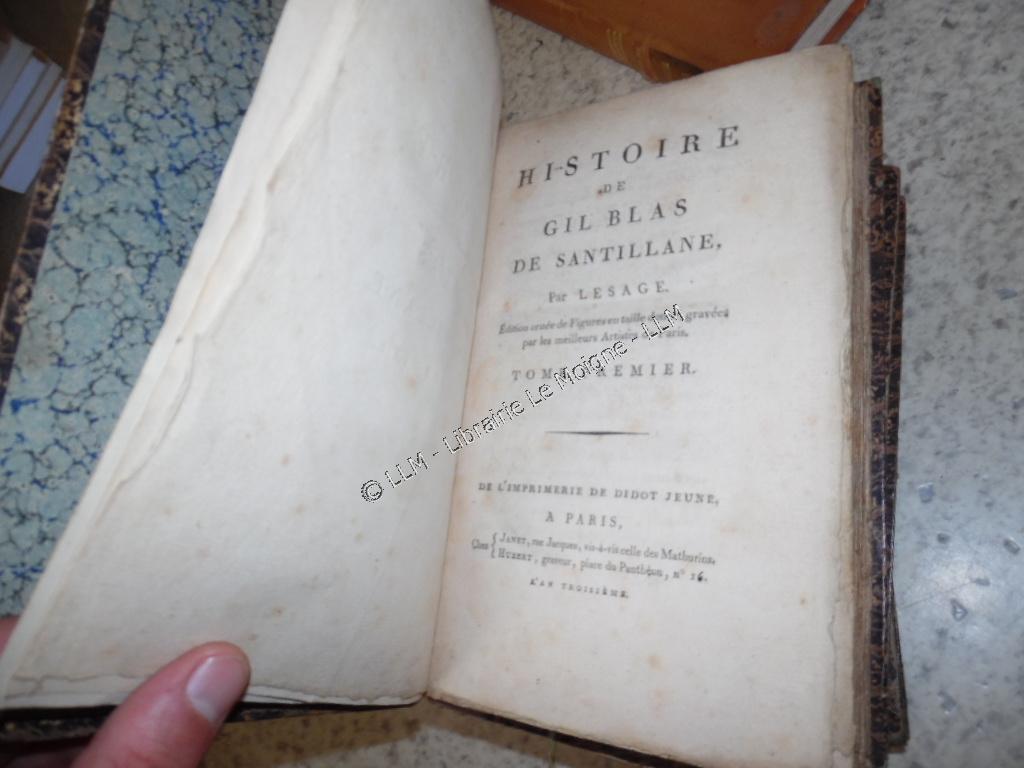 HISTOIRE
DE
GIL BLAS
DE SANTILLANE,
Par LESAGE.
Édition ornée de Figures en taille gravées
par les meilleurs Artistes Paris.
TOME PREMIER.
DE L'IMPRIMERIE DE DIDOT JEUNE,
A PARIS,
Chez { JANET, rue Jacques, vis-à-vis celle des Mathurins.
HUBERT, graveur, place du Panthéon, n° 26.
L'AN TROISIÈME.
© LLM - Librairie Le Moigne - LLM